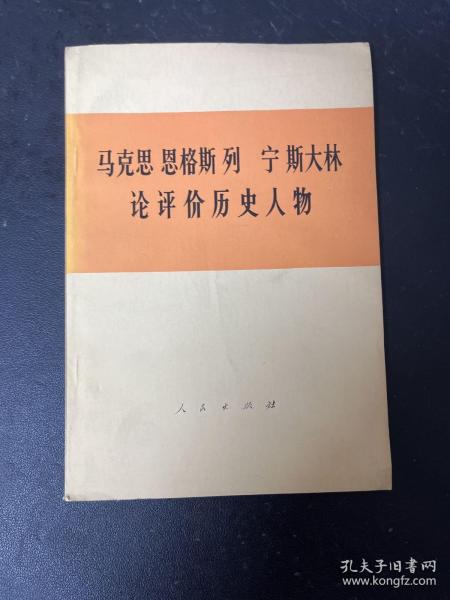 马克思 恩格斯 列 宁 斯大林
论评价历史人物
人民出版社
孔夫子旧书网
www.kongfz.com